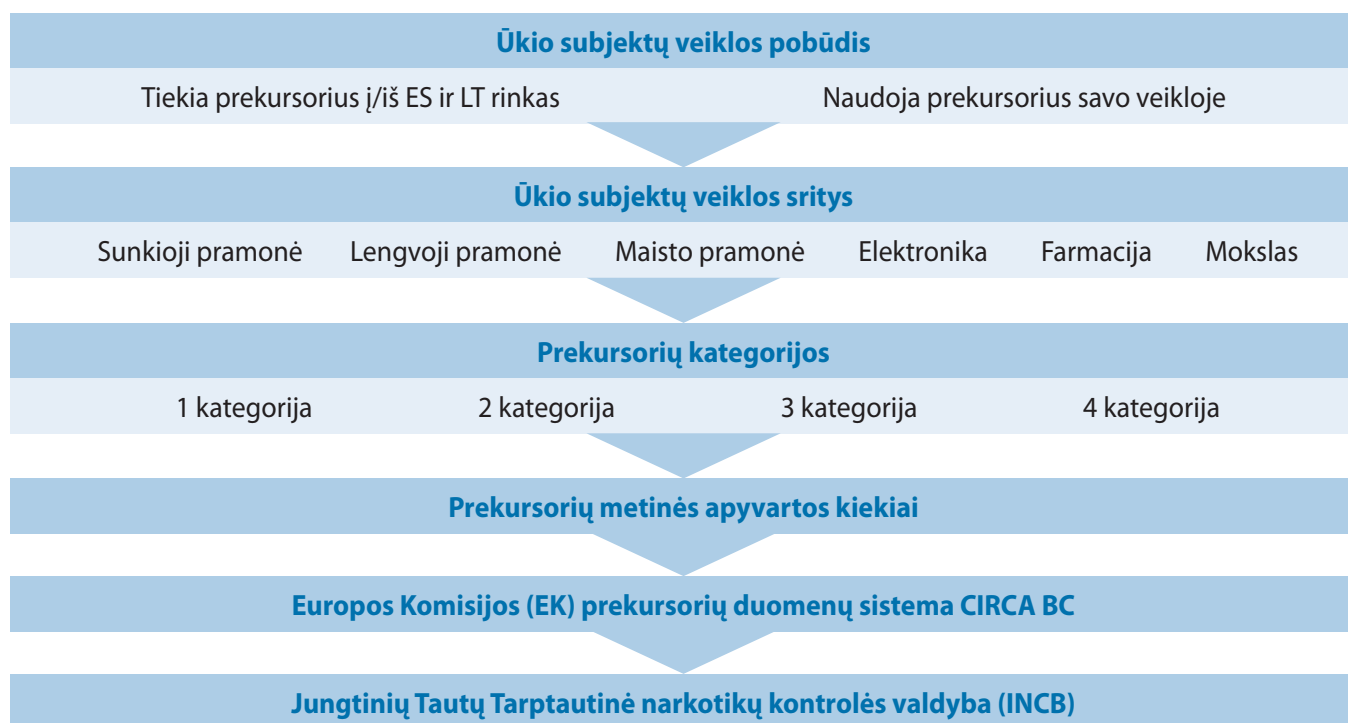 Ūkio subjektų veiklos pobūdis
Tiekia prekursorius į/iš ES ir LT rinkas Naudoja prekursorius savo veikloje
Ūkio subjektų veiklos sritys
Sunkioji pramonė Lengvoji pramonė Maisto pramonė Elektronika Farmacija Mokslas
Prekursorių kategorijos
1 kategorija 2 kategorija 3 kategorija 4 kategorija
Prekursorių metinės apyvartos kiekiai
Europos Komisijos (EK) prekursorių duomenų sistema CIRCA BC
Jungtinių Tautų Tarptautinė narkotikų kontrolės valdyba (INCB)